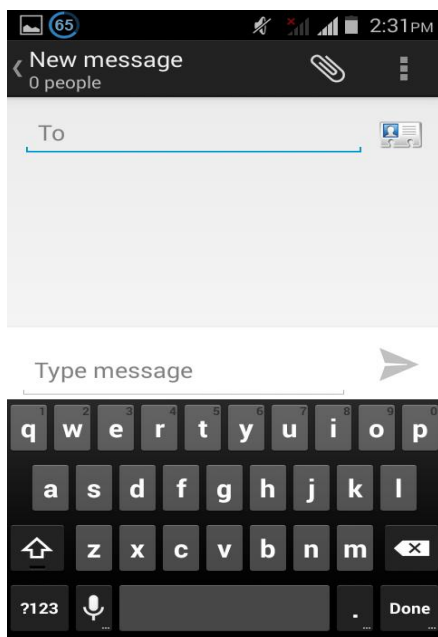 65 2:31PM
New message
0 people
To
Type message
1 2 3 4 5 6 7 8 9 0
q w e r t y u i o p
a s d f g h j k l
z x c v b n m
?123 ... . ... Done ...